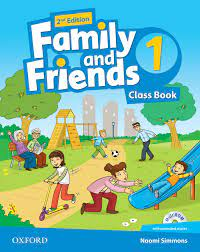 2nd Edition
Family and
Friends 1
Class Book
OXFORD
Naomi Simmons